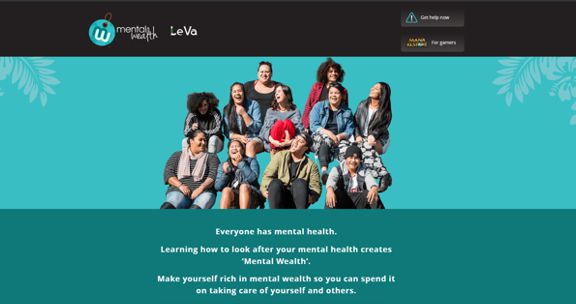 mental wealth
LeVa
Get help now
MANA RESTORE For gamers
Everyone has mental health.
Learning how to look after your mental health creates
‘Mental Wealth’.
Make yourself rich in mental wealth so you can spend it
on taking care of yourself and others.